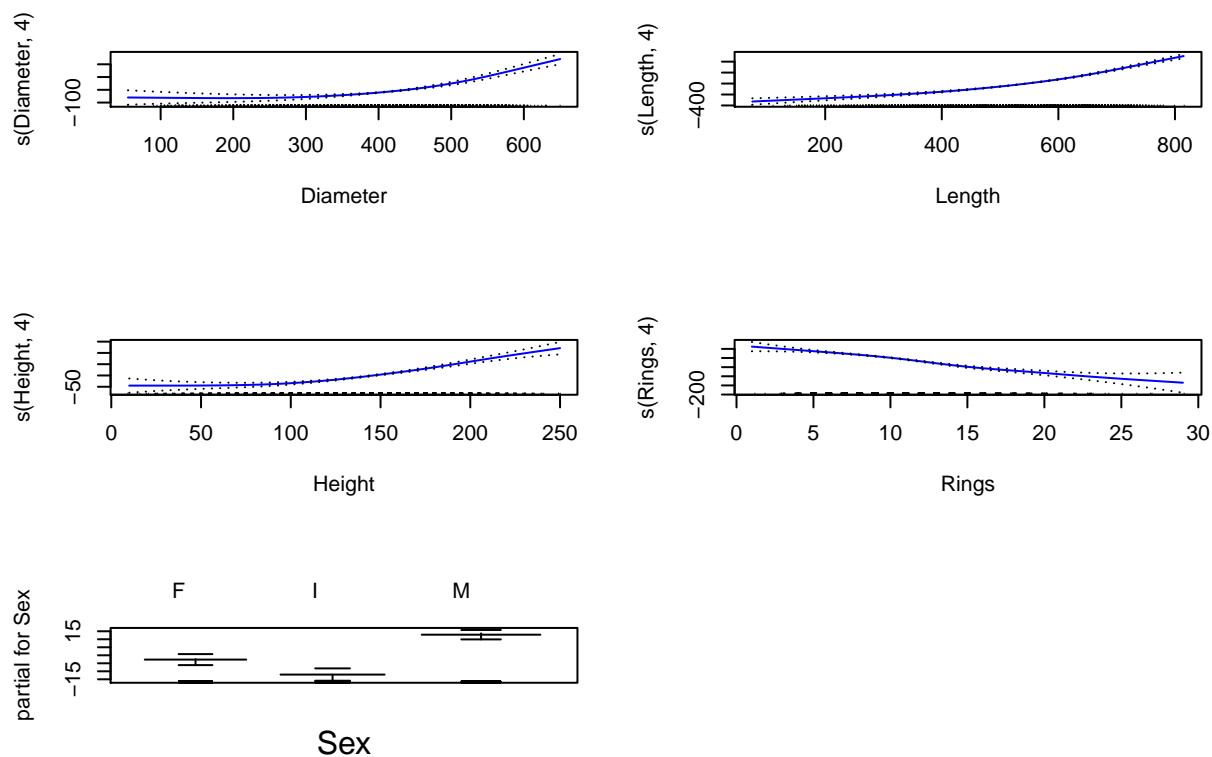 s(Diameter, 4)
−100
100 200 300 400 500 600
Diameter
s(Length, 4)
−400
200 400 600 800
Length
s(Height, 4)
−50
0 50 100 150 200 250
Height
s(Rings, 4)
−200
0 5 10 15 20 25 30
Rings
partial for Sex
−15 15
F I M
Sex